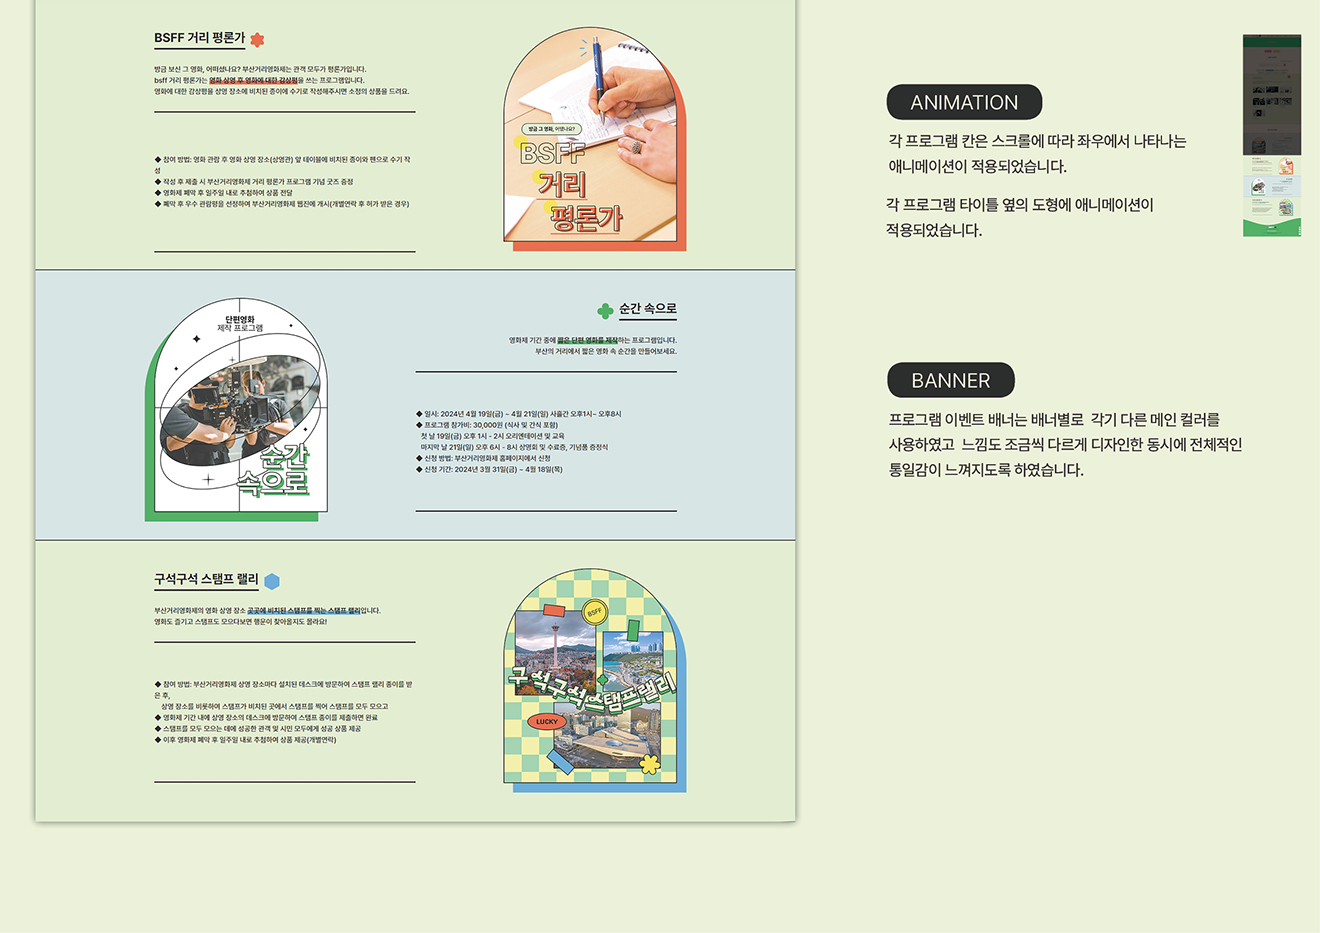 BSFF 거리 평론가
방금 보신 그 영화, 어떠셨나요? 부산거리영화제는 관객 모두가 평론가입니다.
bsff 거리 평론가는 영화 상영 후 영화에 대한 감상평을 쓰는 프로그램입니다.
영화에 대한 감상평을 상영 장소에 비치된 종이에 수기로 작성해주시면 소정의 상품을 드려요.
◆ 참여 방법: 영화 관람 후 영화 상영 장소(상영관) 앞 테이블에 비치된 종이와 펜으로 수기 작
성
◆ 작성 후 제출 시 부산거리영화제 거리 평론가 프로그램 기념 굿즈 증정
◆ 영화제 폐막 후 일주일 내로 추첨하여 상품 전달
◆ 폐막 후 우수 관람평을 선정하여 부산거리영화제 웹진에 개시(개별연락 후 허가 받은 경우)
방금 그 영화, 어땠나요?
BSFF
거리
평론가
단편영화
제작 프로그램
순간
속으로
순간 속으로
영화제 기간 중에 짧은 단편 영화를 제작하는 프로그램입니다.
부산의 거리에서 짧은 영화 속 순간을 만들어보세요.
◆ 일시: 2024년 4월 19일(금) ~ 4월 21일(일) 사흘간 오후1시~ 오후8시
◆ 프로그램 참가비: 30,000원 (식사 및 간식 포함)
첫 날 19일(금) 오후 1시 - 2시 오리엔테이션 및 교육
마지막 날 21일(일) 오후 6시 - 8시 상영회 및 수료증, 기념품 증정식
◆ 신청 방법: 부산거리영화제 홈페이지에서 신청
◆ 신청 기간: 2024년 3월 31일(금) ~ 4월 18일(목)
구석구석 스탬프 랠리
부산거리영화제의 영화 상영 장소 곳곳에 비치된 스탬프를 찍는 스탬프 랠리입니다.
영화도 즐기고 스탬프도 모으다보면 행운이 찾아올지도 몰라요!
◆ 참여 방법: 부산거리영화제 상영 장소마다 설치된 데스크에 방문하여 스탬프 랠리 종이를 받
은 후,
상영 장소를 비롯하여 스탬프가 비치된 곳에서 스탬프를 찍어 스탬프를 모두 모으고
◆ 영화제 기간 내에 상영 장소의 데스크에 방문하여 스탬프 종이를 제출하면 완료
◆ 스탬프를 모두 모으는 데에 성공한 관객 및 시민 모두에게 성공 상품 제공
◆ 이후 영화제 폐막 후 일주일 내로 추첨하여 상품 제공(개별연락)
BSFF
구석구석스탬프랠리
LUCKY
ANIMATION
각 프로그램 칸은 스크롤에 따라 좌우에서 나타나는
애니메이션이 적용되었습니다.
각 프로그램 타이틀 옆의 도형에 애니메이션이
적용되었습니다.
BANNER
프로그램 이벤트 배너는 배너별로 각기 다른 메인 컬러를
사용하였고 느낌도 조금씩 다르게 디자인한 동시에 전체적인
통일감이 느껴지도록 하였습니다.